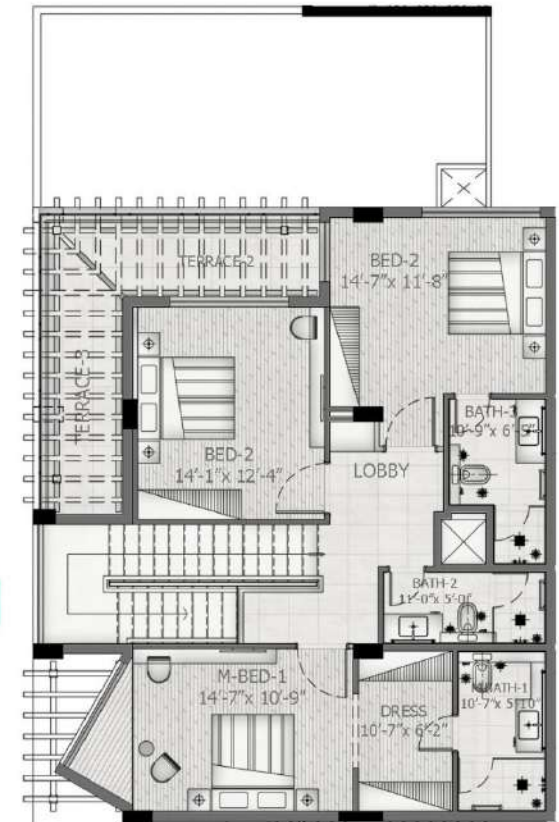 TERRACE-2
BED-2
14'-7"x 11'-8"
TERRACE-3
BED-2
14'-1"x 12'-4"
BATH-3
10'-9"x 6'-5"
LOBBY
BATH-2
11'-0"x 5'-0"
M-BED-1
14'-7"x 10'-9"
DRESS
10'-7"x 6'-2"
M.BATH-1
10'-7"x 5'-10"